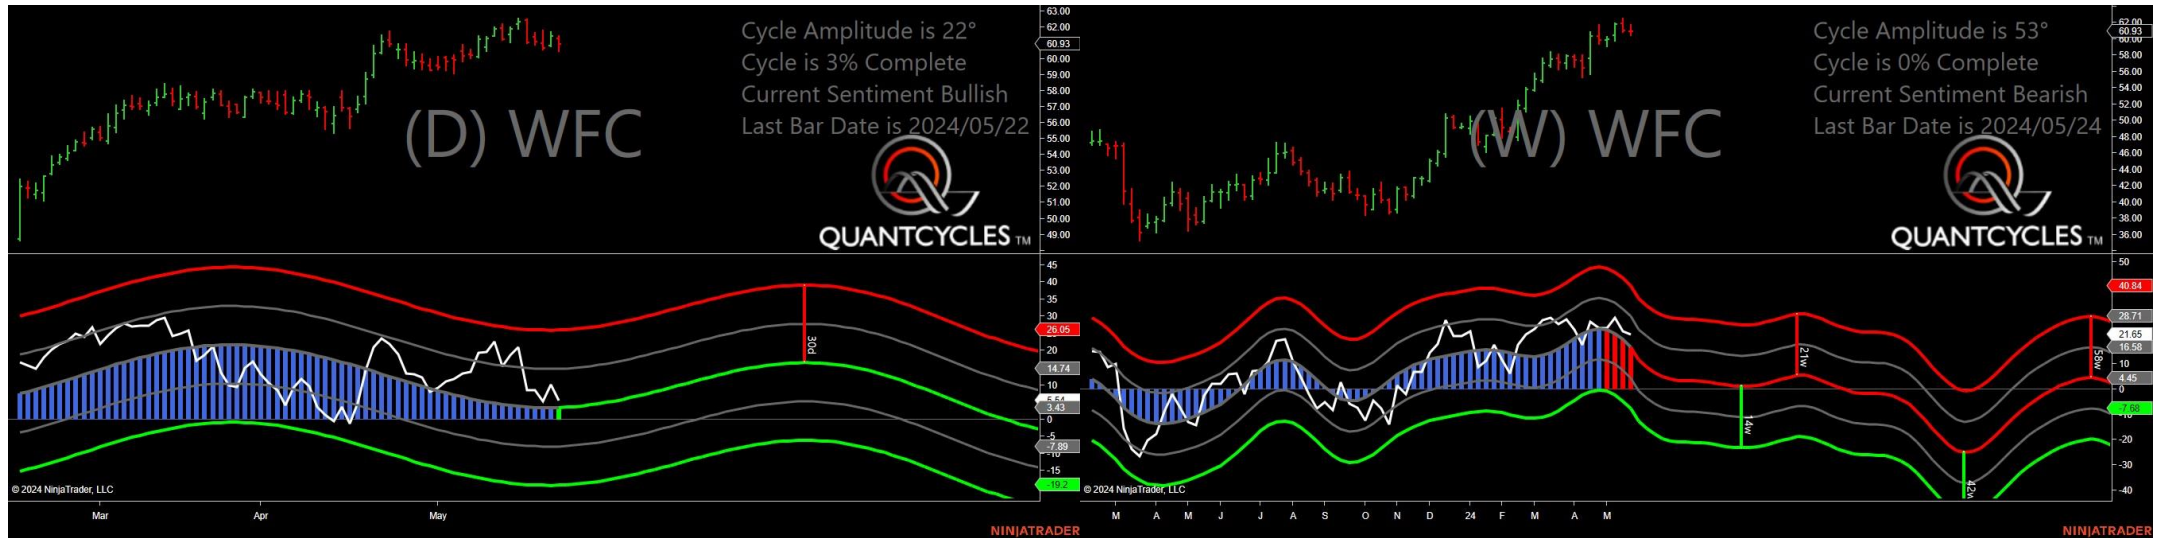 Cycle Amplitude is 22°
Cycle is 3% Complete
Current Sentiment Bullish
Last Bar Date is 2024/05/22
(D) WFC
QUANTCYCLES TM
63.00
62.00
60.93
60.00
59.00
58.00
57.00
56.00
55.00
54.00
53.00
52.00
51.00
50.00
49.00
45
40
35
30
26.05
25
20
14.74
10
5.54
3.43
0
-5
-7.89
-10
-15
-19.2
30d
© 2024 NinjaTrader, LLC
Mar
Apr
May
NINJATRADER
Cycle Amplitude is 53°
Cycle is 0% Complete
Current Sentiment Bearish
Last Bar Date is 2024/05/24
(W) WFC
QUANTCYCLES TM
62.00
60.93
60.00
58.00
56.00
54.00
52.00
50.00
48.00
46.00
44.00
42.00
40.00
38.00
36.00
50
40.84
28.71
21.65
16.58
10
4.45
0
-7.68
-10
-20
-30
-40
21w
14w
42w
58w
© 2024 NinjaTrader, LLC
M
A
M
J
J
A
S
O
N
D
24
F
M
A
M
NINJATRADER